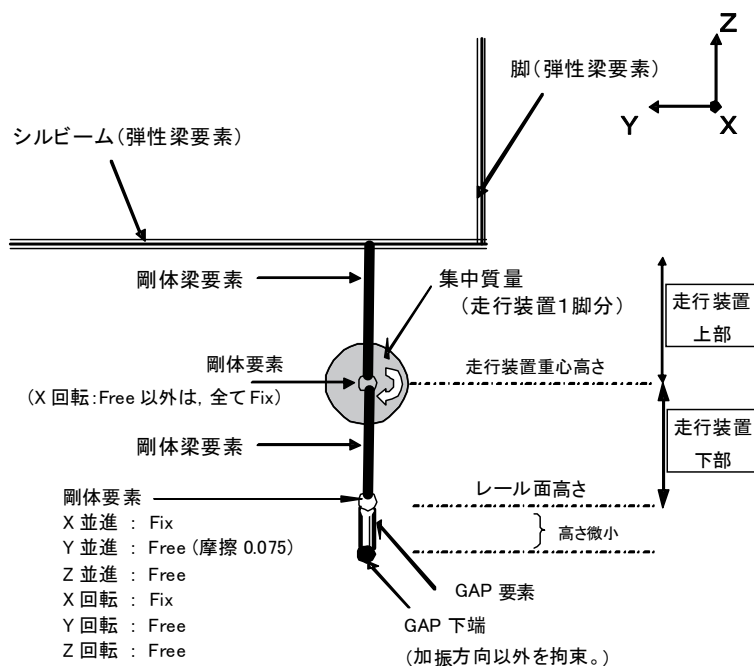 Z
Y
X
脚(弾性梁要素)
シルビーム(弾性梁要素)
剛体梁要素
集中質量
(走行装置1脚分)
走行装置
上部
剛体要素
(X 回転:Free 以外は, 全て Fix)
走行装置重心高さ
剛体梁要素
走行装置
下部
剛体要素
X 並進 : Fix
Y 並進 : Free (摩擦 0.075)
Z 並進 : Free
X 回転 : Fix
Y 回転 : Free
Z 回転 : Free
レール面高さ
高さ微小
GAP 要素
GAP 下端
(加振方向以外を拘束。)